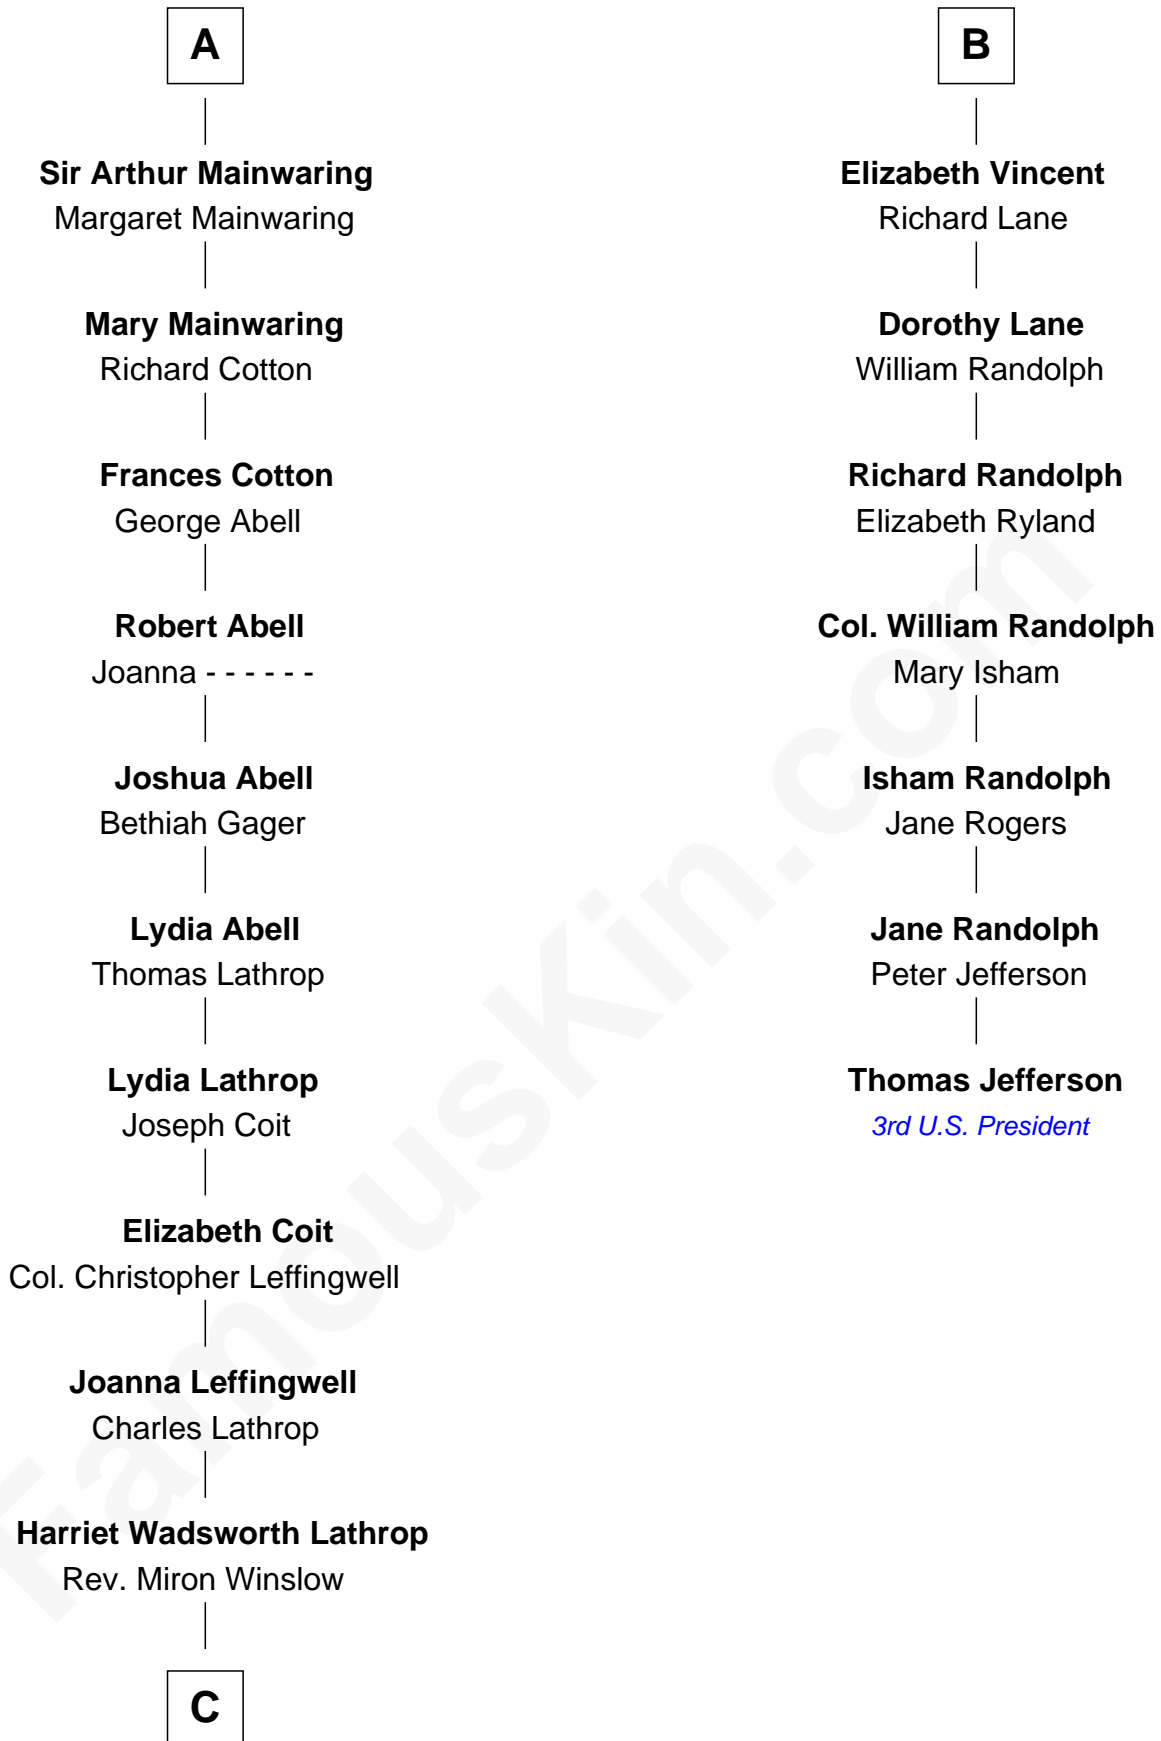 A
Sir Arthur Mainwaring
Margaret Mainwaring
Mary Mainwaring
Richard Cotton
Frances Cotton
George Abell
Robert Abell
Joanna - - - - - -
Joshua Abell
Bethiah Gager
Lydia Abell
Thomas Lathrop
Lydia Lathrop
Joseph Coit
Elizabeth Coit
Col. Christopher Leffingwell
Joanna Leffingwell
Charles Lathrop
Harriet Wadsworth Lathrop
Rev. Miron Winslow
C
B
Elizabeth Vincent
Richard Lane
Dorothy Lane
William Randolph
Richard Randolph
Elizabeth Ryland
Col. William Randolph
Mary Isham
Isham Randolph
Jane Rogers
Jane Randolph
Peter Jefferson
Thomas Jefferson
3rd U.S. President
FamousKin.com